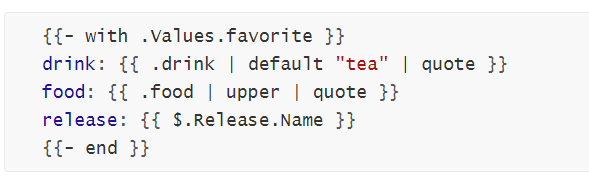 {{- with .Values.favorite }}
drink: {{ .drink | default "tea" | quote }}
food: {{ .food | upper | quote }}
release: {{ $.Release.Name }}
{{- end }}